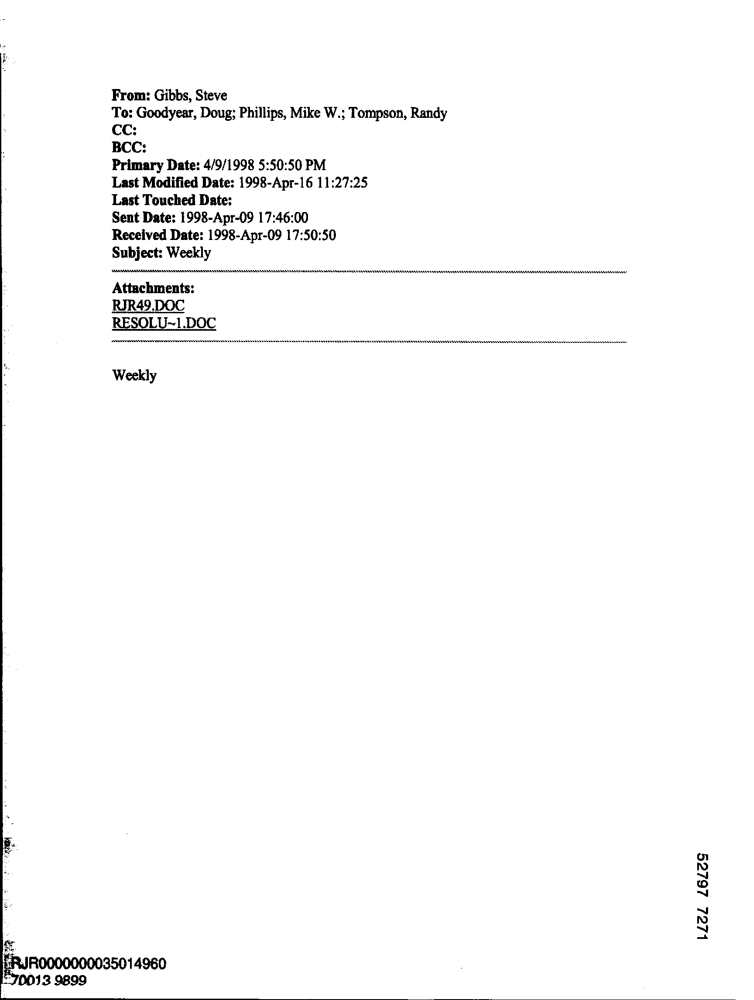 From: Gibbs, Steve
To: Goodyear, Doug; Phillips, Mike W.; Tompson, Randy
CC:
BCC:
Primary Date: 4/9/1998 5:50:50 PM
Last Modified Date: 1998-Apr-16 11:27:25
Last Touched Date:
Sent Date: 1998-Apr-09 17:46:00
Received Date: 1998-Apr-09 17:50:50
Subject: Weekly
Attachments:
RJR49.DOC
RESOLU~1.DOC
Weekly
52797 7271
RJR0000000035014960
70013 9899